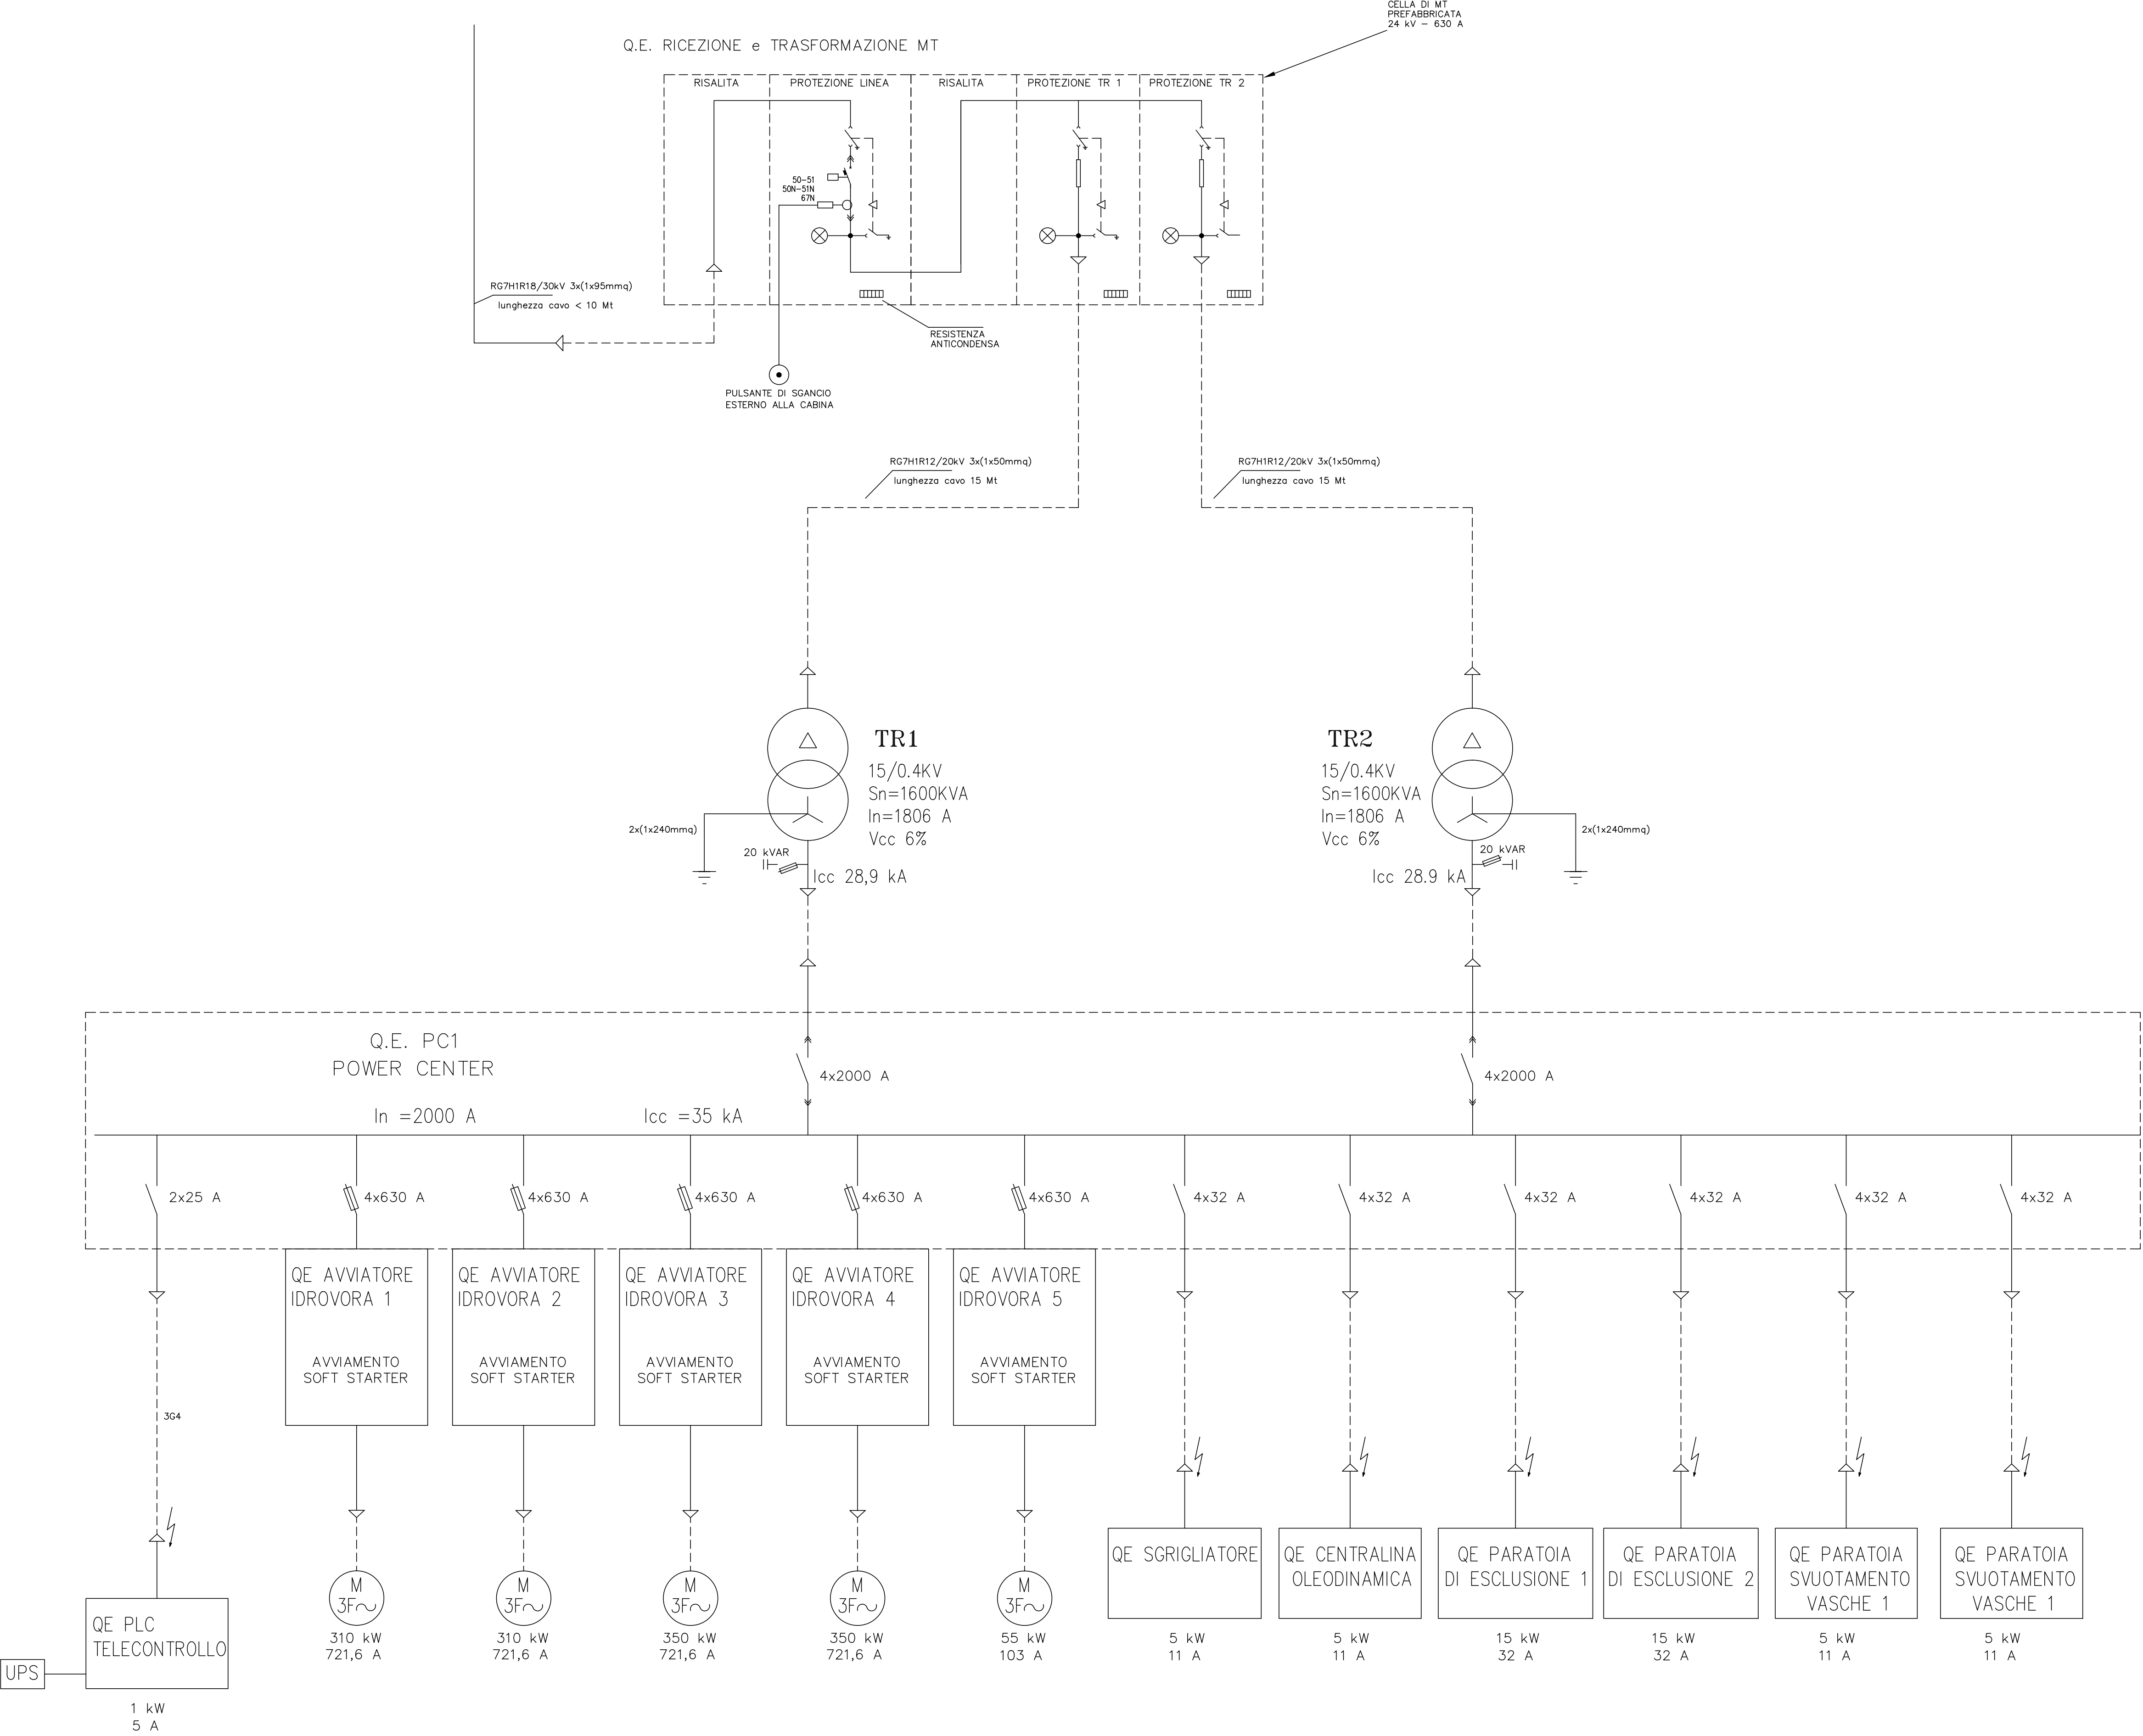 CELLA DI MT
PREFABBRICATA
24 kV – 630 A
Q.E. RICEZIONE e TRASFORMAZIONE MT
RISALITA
PROTEZIONE LINEA
RISALITA
PROTEZIONE TR 1
PROTEZIONE TR 2
50-51
50N-51N
67N
RG7H1R18/30kV 3x(1x95mmq)
lunghezza cavo < 10 Mt
RESISTENZA
ANTICONDENSA
PULSANTE DI SGANCIO
ESTERNO ALLA CABINA
RG7H1R12/20kV 3x(1x50mmq)
lunghezza cavo 15 Mt
RG7H1R12/20kV 3x(1x50mmq)
lunghezza cavo 15 Mt
TR1
15/0.4KV
Sn=1600KVA
In=1806 A
Vcc 6%
2x(1x240mmq)
20 kVAR
Icc 28,9 kA
TR2
15/0.4KV
Sn=1600KVA
In=1806 A
Vcc 6%
2x(1x240mmq)
20 kVAR
Icc 28.9 kA
Q.E. PC1
POWER CENTER
4x2000 A
4x2000 A
In =2000 A
Icc =35 kA
2x25 A
4x630 A
4x630 A
4x630 A
4x630 A
4x630 A
4x32 A
4x32 A
4x32 A
4x32 A
4x32 A
4x32 A
QE AVVIATORE
IDROVORA 1
AVVIAMENTO
SOFT STARTER
QE AVVIATORE
IDROVORA 2
AVVIAMENTO
SOFT STARTER
QE AVVIATORE
IDROVORA 3
AVVIAMENTO
SOFT STARTER
QE AVVIATORE
IDROVORA 4
AVVIAMENTO
SOFT STARTER
QE AVVIATORE
IDROVORA 5
AVVIAMENTO
SOFT STARTER
3G4
QE PLC
TELECONTROLLO
UPS
1 kW
5 A
M
3F~
310 kW
721,6 A
M
3F~
310 kW
721,6 A
M
3F~
350 kW
721,6 A
M
3F~
350 kW
721,6 A
M
3F~
55 kW
103 A
QE SGRIGLIATORE
5 kW
11 A
QE CENTRALINA
OLEODINAMICA
5 kW
11 A
QE PARATOIA
DI ESCLUSIONE 1
15 kW
32 A
QE PARATOIA
DI ESCLUSIONE 2
15 kW
32 A
QE PARATOIA
SVUOTAMENTO
VASCHE 1
5 kW
11 A
QE PARATOIA
SVUOTAMENTO
VASCHE 1
5 kW
11 A